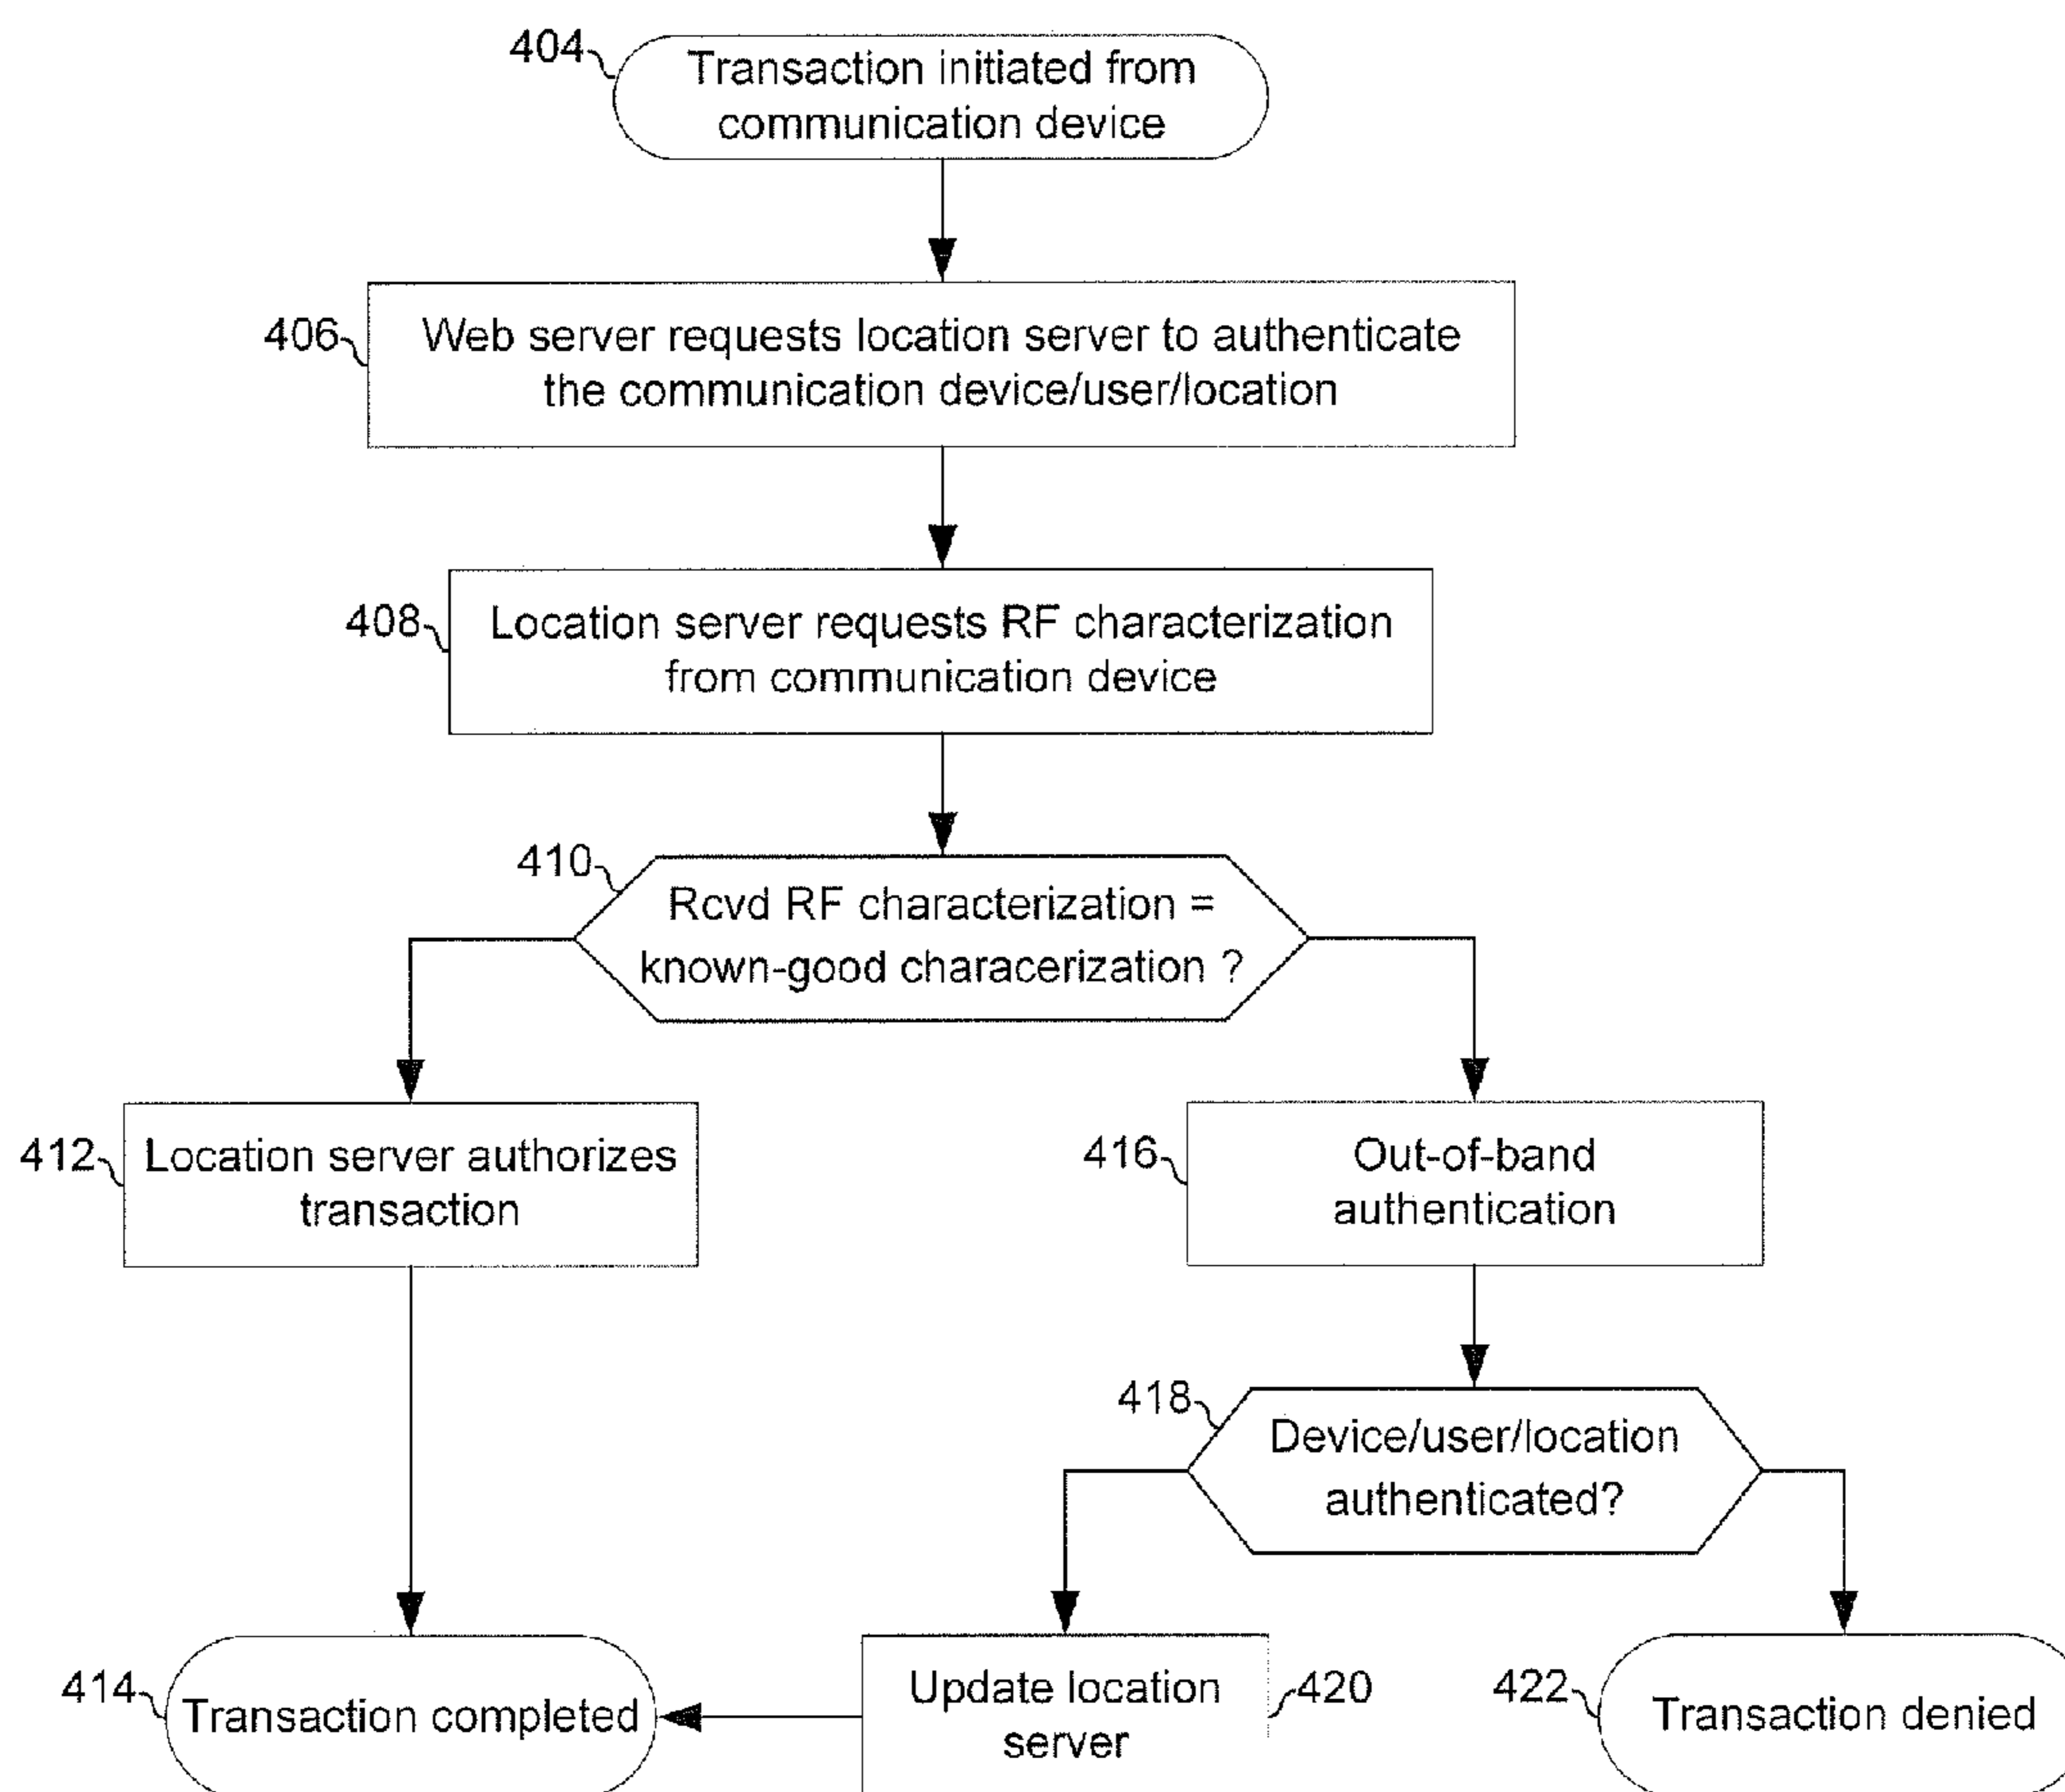 404
Transaction initiated from
communication device
406
Web server requests location server to authenticate
the communication device/user/location
408
Location server requests RF characterization
from communication device
410
Rcvd RF characterization =
known-good characerization ?
412
Location server authorizes
transaction
416
Out-of-band
authentication
418
Device/user/location
authenticated?
414
Transaction completed
Update location
server
420
422
Transaction denied